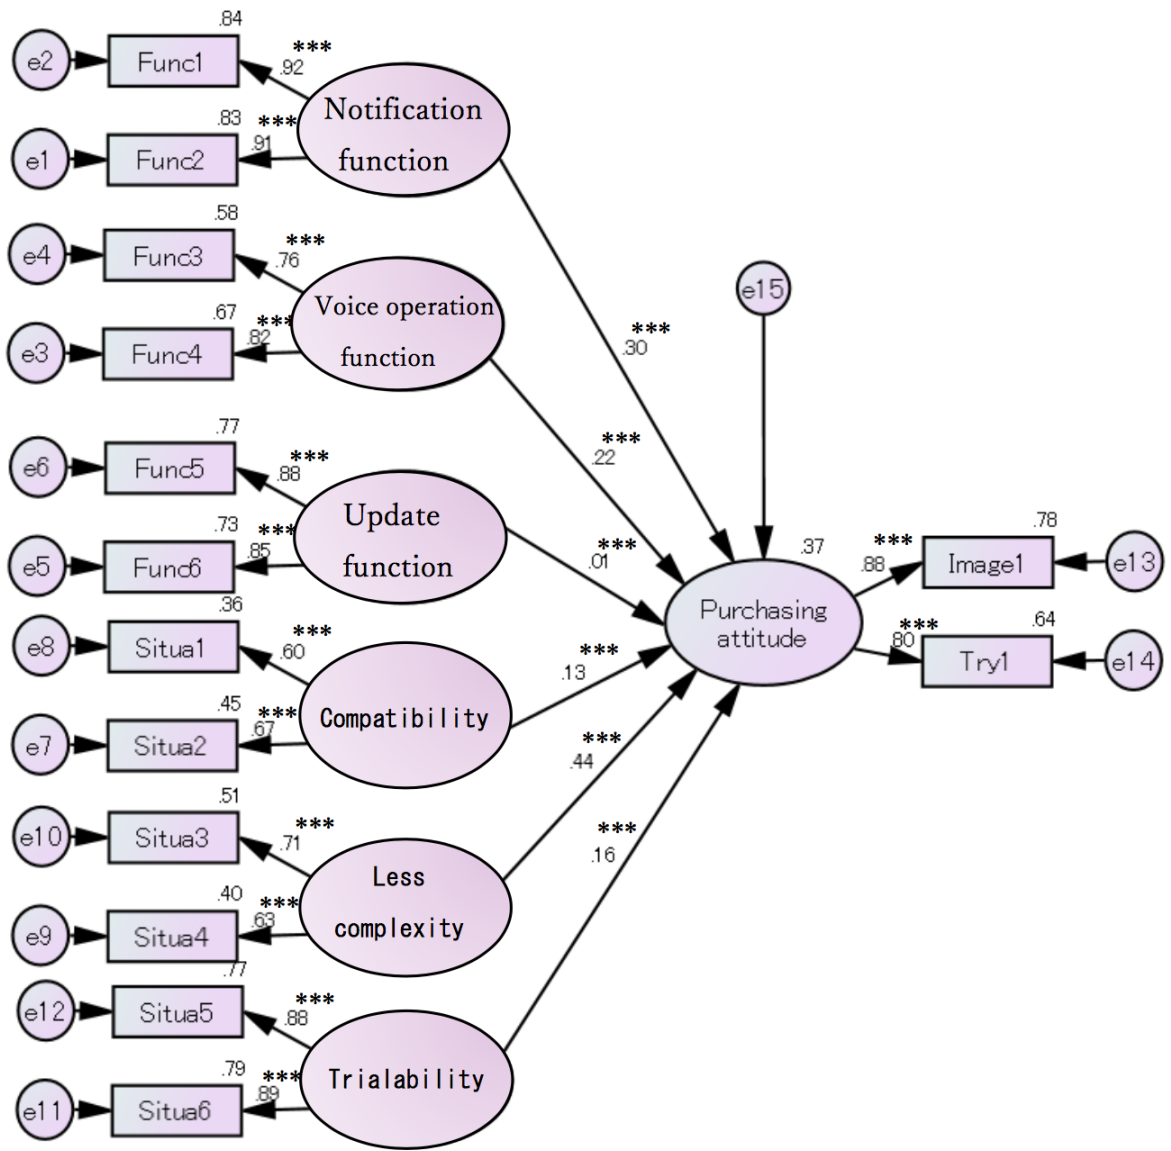 .84
***
e2
Func1
.92
Notification
function
.83
***
.91
e1
Func2
.58
***
e4
Func3
.76
Voice operation
function
.67
***
.82
e3
Func4
e15
***
.30
***
.22
.77
***
e6
Func5
.88
Update
function
.73
***
.85
e5
Func6
***
.01
.37
Purchasing
attitude
***
.88
.78
Image1
e13
***
.80
.64
Try1
e14
.36
***
e8
Situa1
.60
Compatibility
.45
***
.67
e7
Situa2
***
.13
.51
***
e10
Situa3
.71
Less
complexity
.40
***
.63
e9
Situa4
***
.44
.77
***
e12
Situa5
.88
Trialability
.79
***
.89
e11
Situa6
***
.16